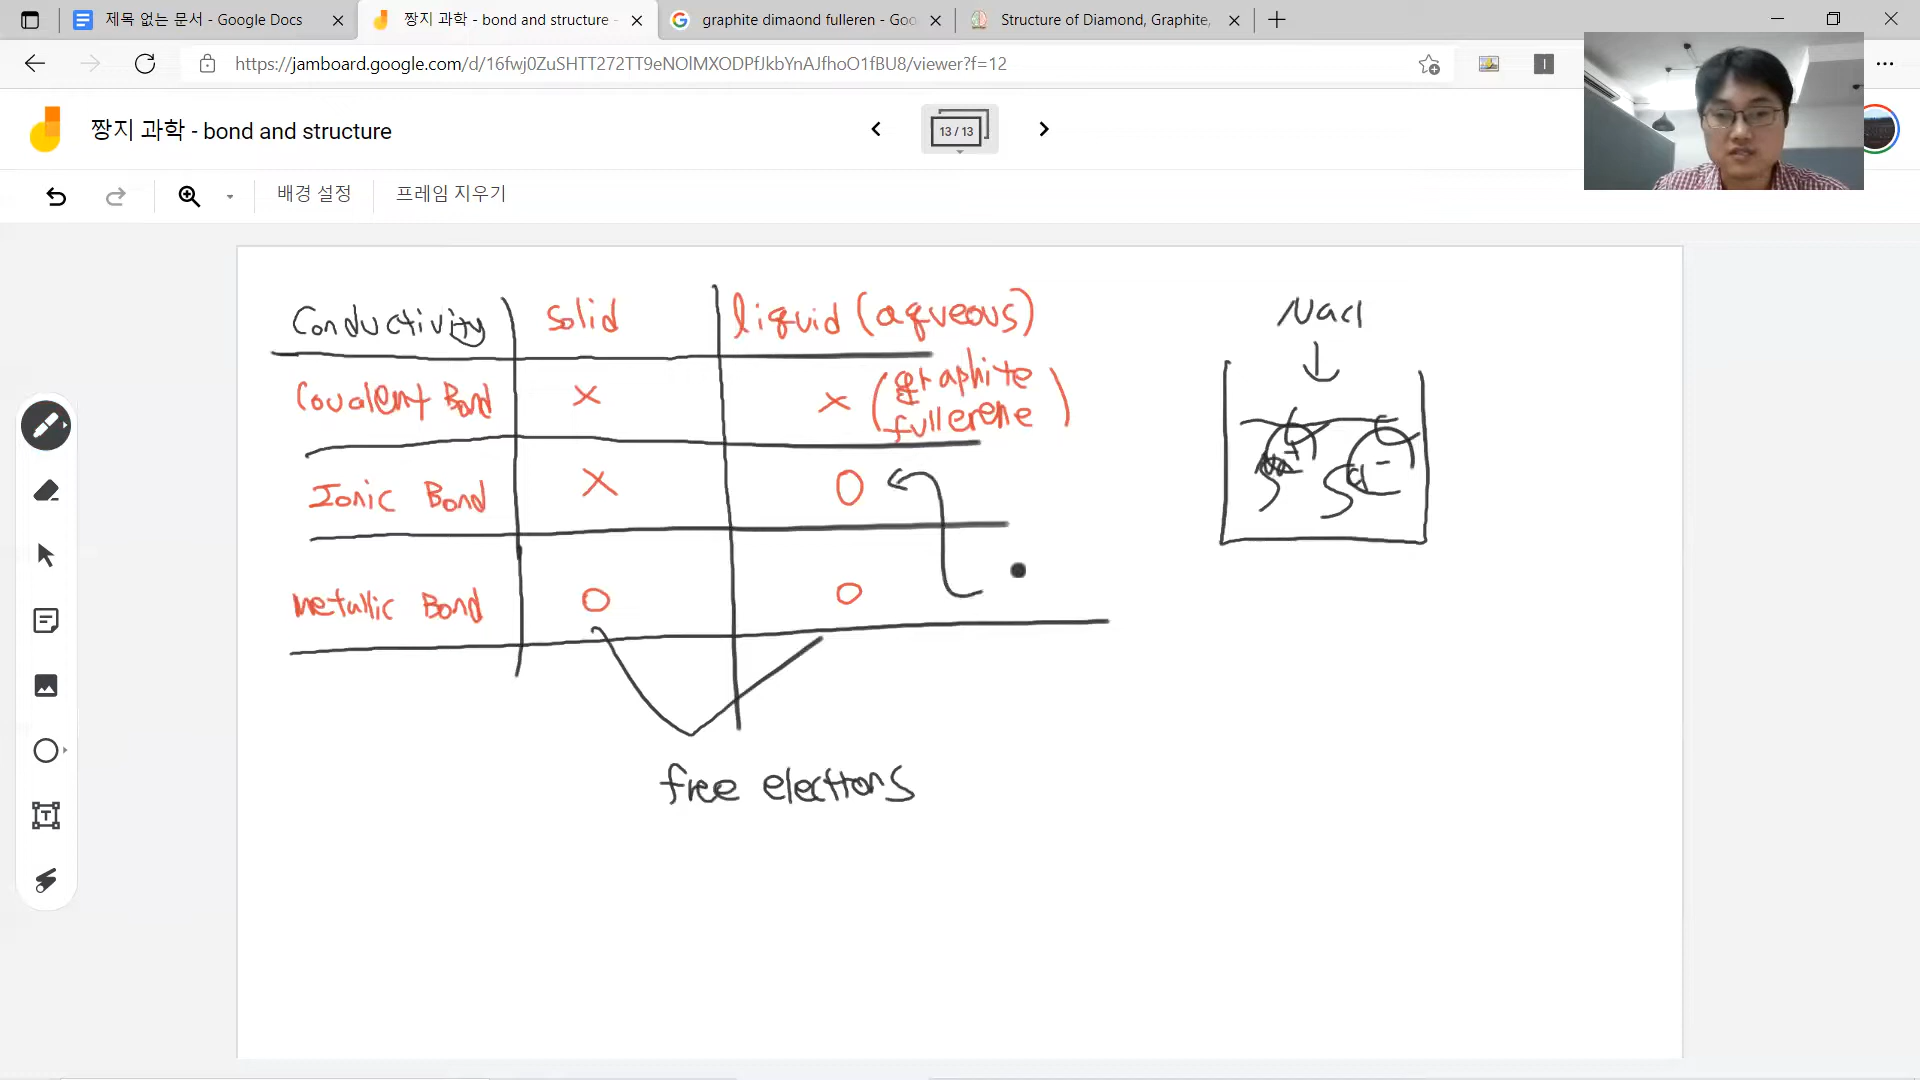 제목 없는 문서 - Google Docs
짱지 과학 - bond and structure -
graphite dimaond fulleren - Goo
Structure of Diamond, Graphite,
https://jamboard.google.com/d/16fwj0ZuSHTT272TT9eNOlMXODPfJkbYnAJfhoO1fBU8/viewer?f=12
짱지 과학 - bond and structure
13 / 13
배경 설정
프레임 지우기
Conductivity solid liquid (aqueous)
Covalent Bond × × (graphite
fullerene)
Ionic Bond × O
Metallic Bond O O
free electrons
Nacl
+
cl -